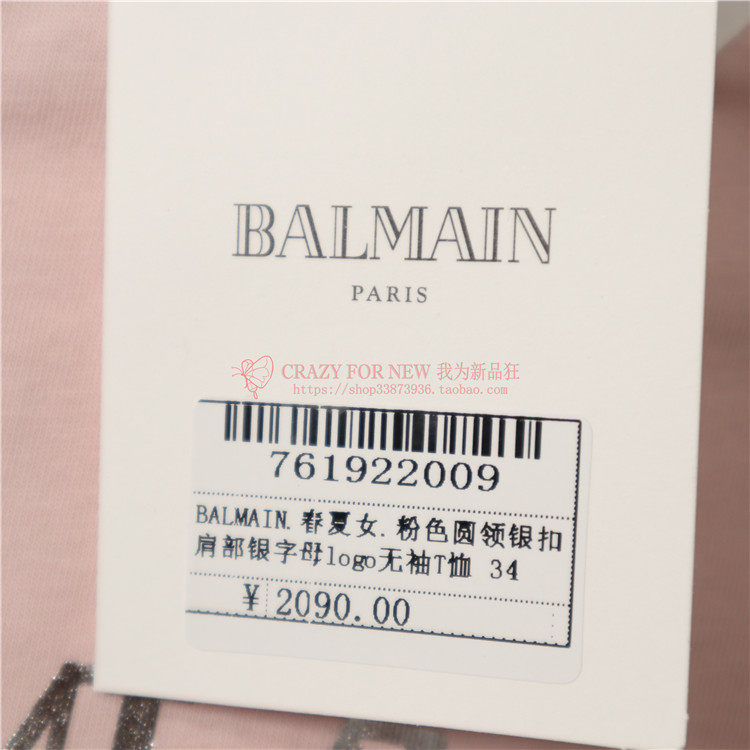 BALMAIN
PARIS
CRAZY FOR NEW 我为新品狂
https://shop33873936.taobao.com
761922009
BALMAIN. 春夏女. 粉色圆领银扣
肩部银字母logo无袖T恤 34
¥ 2090.00